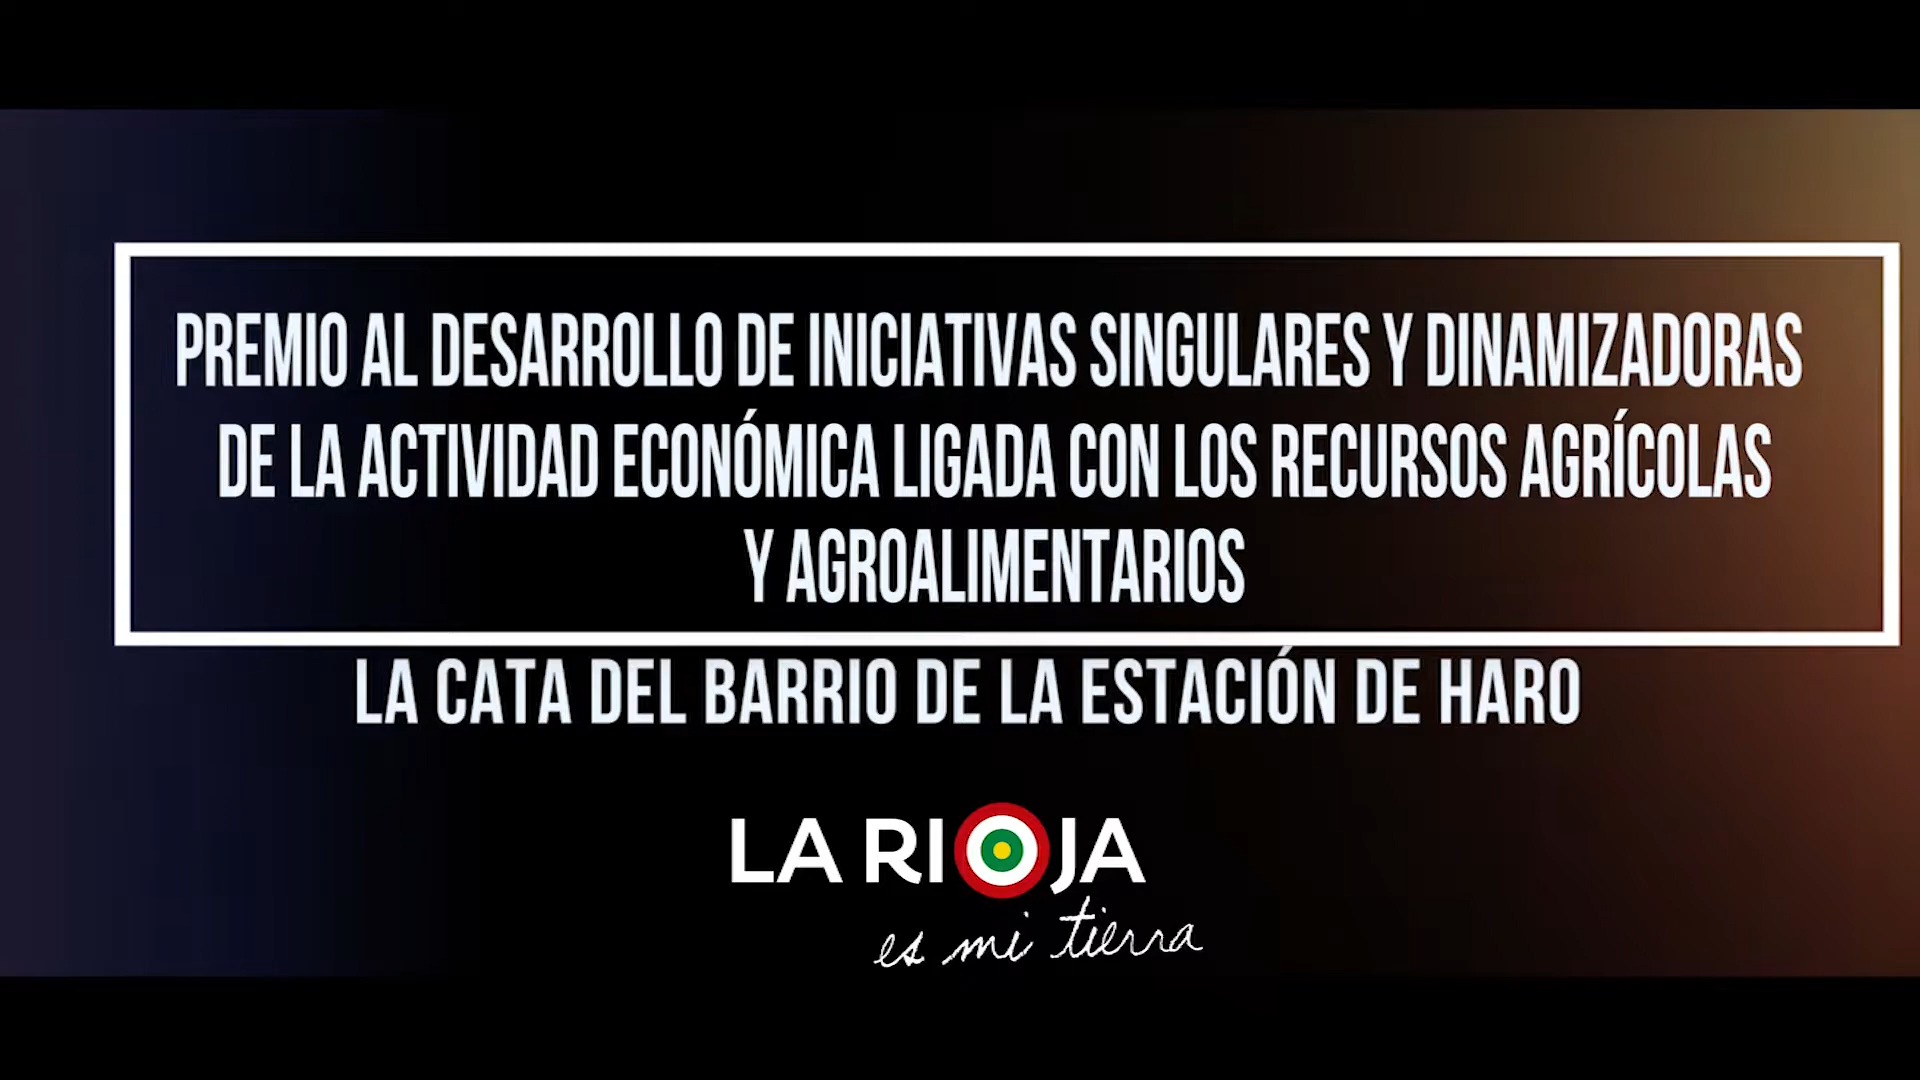 PREMIO AL DESARROLLO DE INICIATIVAS SINGULARES Y DINAMIZADORAS
DE LA ACTIVIDAD ECONÓMICA LIGADA CON LOS RECURSOS AGRÍCOLAS
Y AGROALIMENTARIOS
LA CATA DEL BARRIO DE LA ESTACIÓN DE HARO
LA RIOJA
es mi tierra